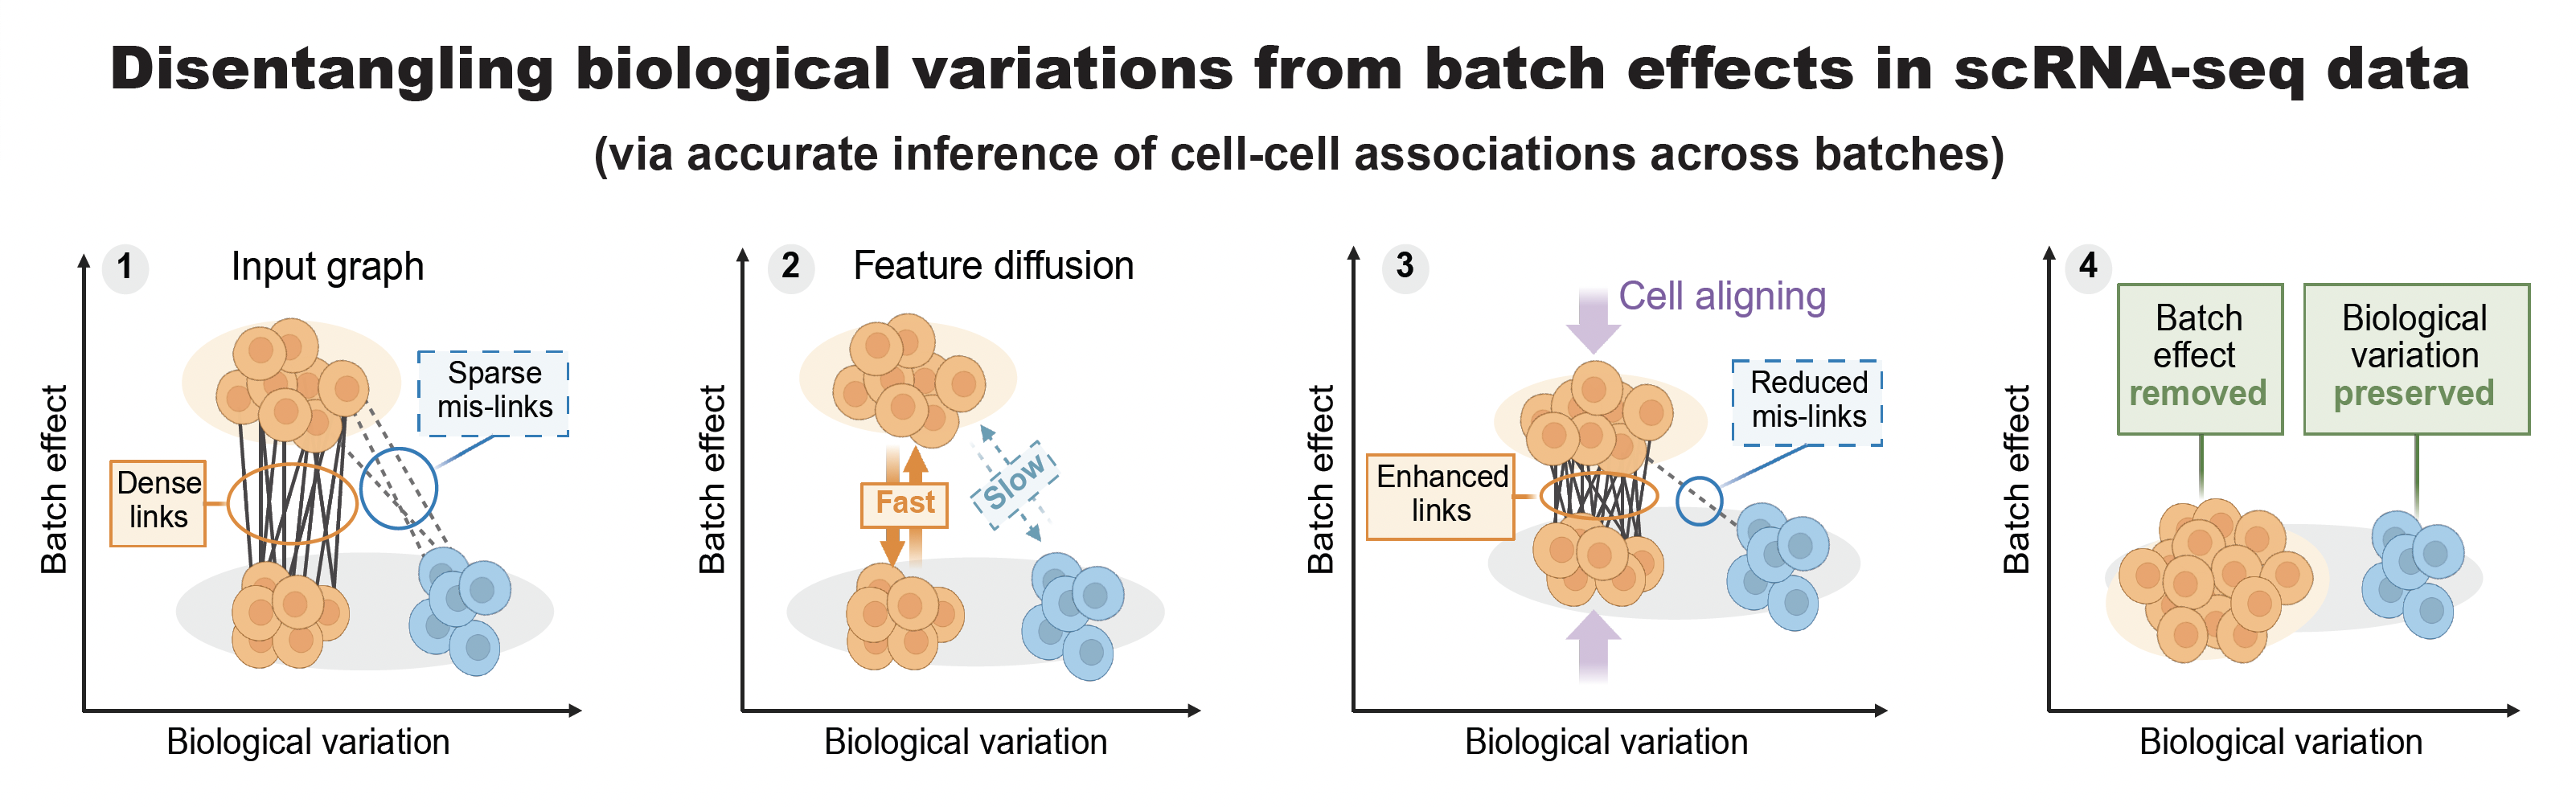 Disentangling biological variations from batch effects in scRNA-seq data
(via accurate inference of cell-cell associations across batches)
1
Input graph
Sparse
mis-links
Dense
links
Batch effect
Biological variation
2
Feature diffusion
Fast
Slow
Batch effect
Biological variation
3
Cell aligning
Reduced
mis-links
Enhanced
links
Batch effect
Biological variation
4
Batch
effect
removed
Biological
variation
preserved
Batch effect
Biological variation